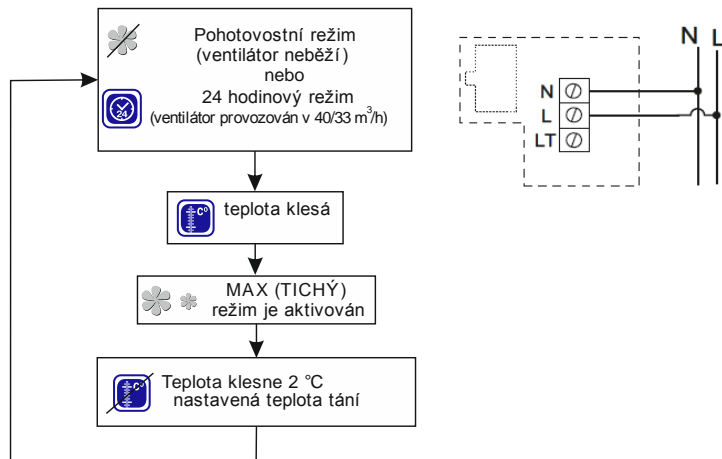 Pohotovostní režim
(ventilátor neběží)
nebo
24 hodinový režim
(ventilátor provozován v 40/33 m³/h)
24
C°
teplota klesá
MAX (TICHÝ)
režim je aktivován
C°
Teplota klesne 2 °C
nastavená teplota tání
N L
N
L
LT